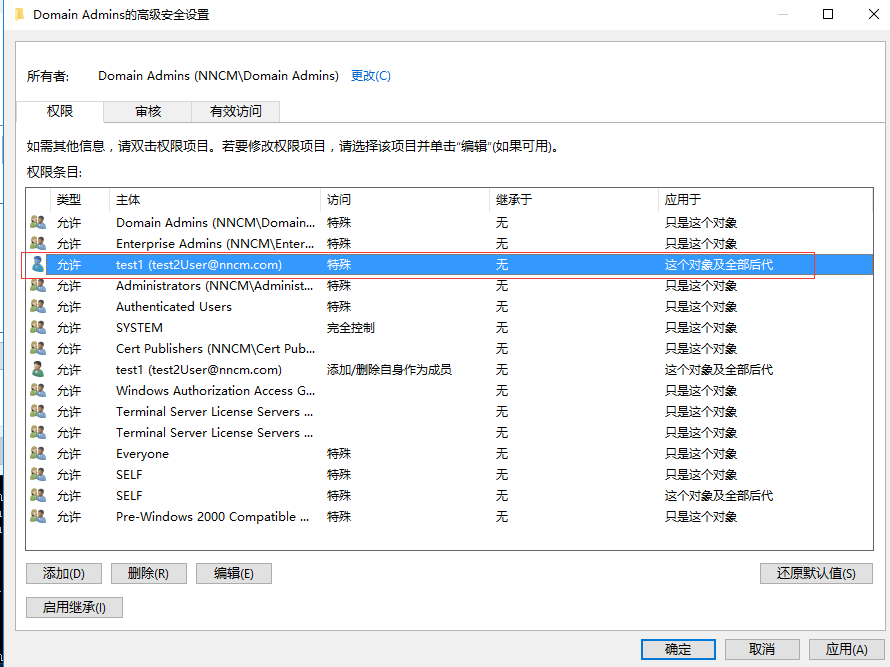 Domain Admins的高级安全设置
所有者: Domain Admins (NNCM\Domain Admins) 更改(C)
权限 审核 有效访问
如需其他信息，请双击权限项目。若要修改权限项目，请选择该项目并单击"编辑"(如果可用)。
权限条目:
类型 主体 访问 继承于 应用于
允许 Domain Admins (NNCM\Domain... 特殊 无 只是这个对象
允许 Enterprise Admins (NNCM\Enter... 特殊 无 只是这个对象
允许 test1 (test2User@nncm.com) 特殊 无 这个对象及全部后代
允许 Administrators (NNCM\Administ... 特殊 无 只是这个对象
允许 Authenticated Users 特殊 无 只是这个对象
允许 SYSTEM 完全控制 无 只是这个对象
允许 Cert Publishers (NNCM\Cert Pub... 无 只是这个对象
允许 test1 (test2User@nncm.com) 添加/删除自身作为成员 无 这个对象及全部后代
允许 Windows Authorization Access G... 无 只是这个对象
允许 Terminal Server License Servers ... 无 只是这个对象
允许 Terminal Server License Servers ... 无 只是这个对象
允许 Everyone 特殊 无 只是这个对象
允许 SELF 特殊 无 只是这个对象
允许 SELF 特殊 无 这个对象及全部后代
允许 Pre-Windows 2000 Compatible ... 特殊 无 只是这个对象
添加(D) 删除(R) 编辑(E) 还原默认值(S)
启用继承(I)
确定 取消 应用(A)